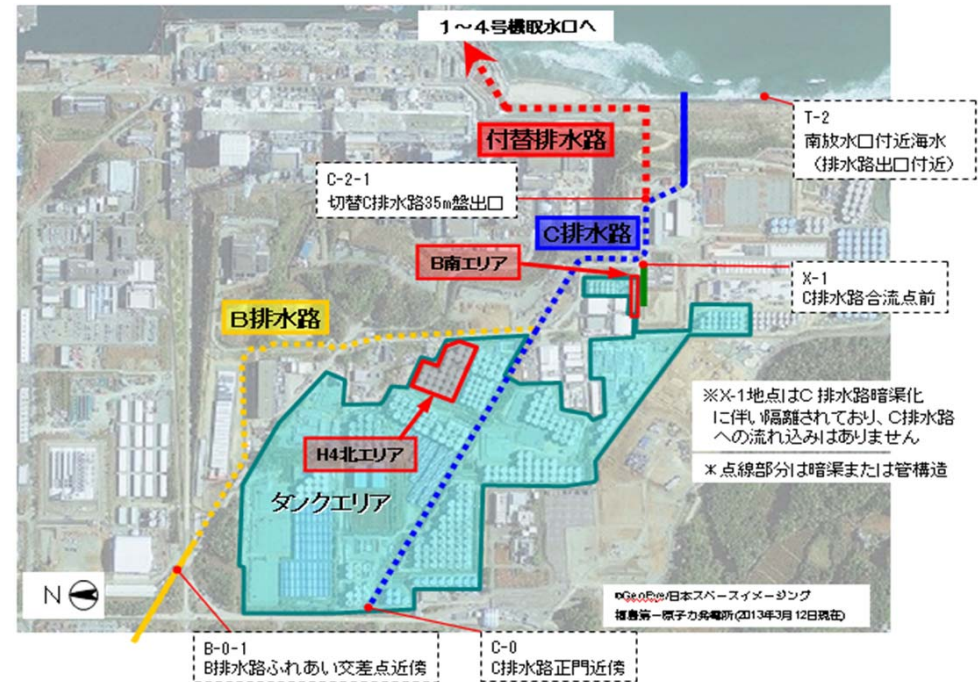 1～4号機取水口へ
T-2
南放水口付近海水
（排水路出口付近）
付替排水路
C-2-1
切替C排水路35m盤出口
C排水路
B南エリア
X-1
C排水路合流点前
B排水路
※X-1地点はC 排水路暗渠化
に伴い隔離されており、C排水路
への流れ込みはありません
H4北エリア
＊点線部分は暗渠または管構造
タンクエリア
N
©GeoEye/日本スペースイメージング
福島第一原子力発電所(2013年3月12日現在)
B-0-1
B排水路ふれあい交差点近傍
C-0
C排水路正門近傍